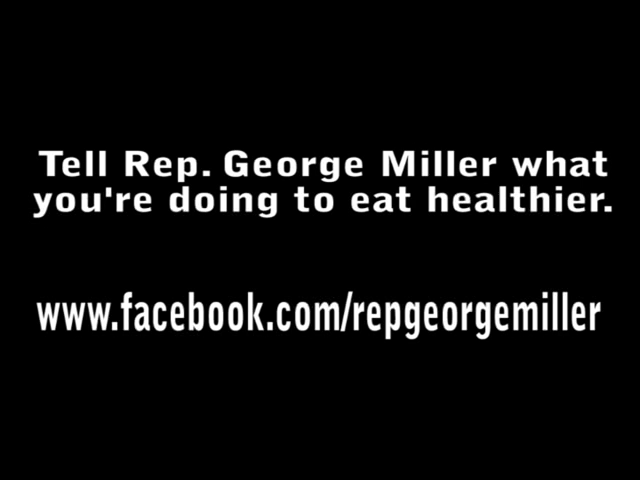 Tell Rep. George Miller what
you're doing to eat healthier.
www.facebook.com/repgeorgemiller